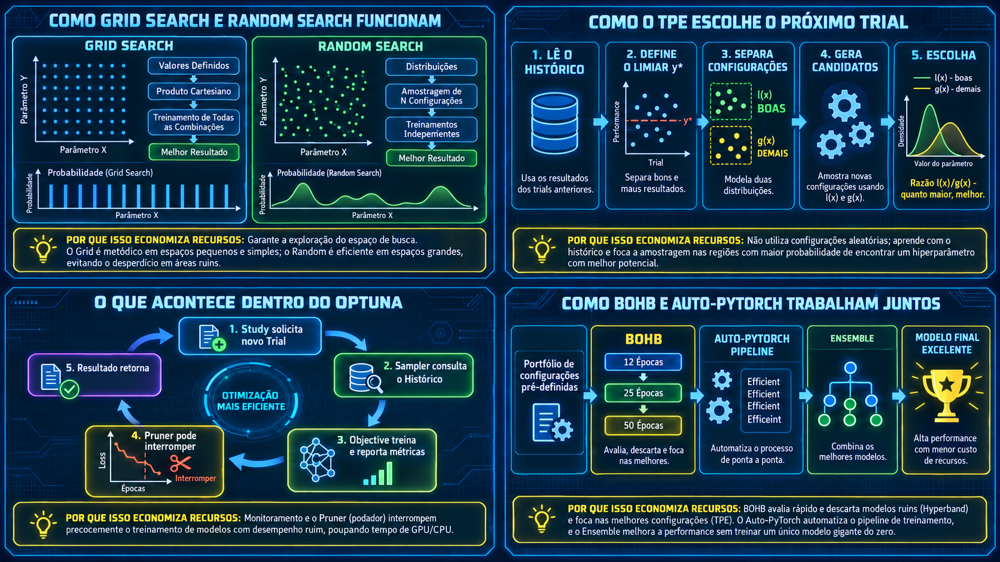 COMO GRID SEARCH E RANDOM SEARCH FUNCIONAM
GRID SEARCH
Parâmetro Y
Parâmetro X
Valores Definidos
Produto Cartesiano
Treinamento de Todas
as Combinações
Melhor Resultado
Probabilidade (Grid Search)
Probabilidade
Parâmetro X
RANDOM SEARCH
Parâmetro Y
Parâmetro X
Distribuições
Amostragem de
N Configurações
Treinamentos
Indepementes
Melhor Resultado
Probabilidade (Random Search)
Probabilidade
Parâmetro X
POR QUE ISSO ECONOMIZA RECURSOS: Garante a exploração do espaço de busca.
O Grid é metódico em espaços pequenos e simples; o Random é eficiente em espaços grandes,
evitando o desperdício em áreas ruins.
COMO O TPE ESCOLHE O PRÓXIMO TRIAL
1. LÊ O
HISTÓRICO
Usa os resultados
dos trials anteriores.
2. DEFINE
O LIMIAR y*
Performance
y*
Trial
Separa bons e
maus resultados.
3. SEPARA
CONFIGURAÇÕES
l(x)
BOAS
g(x)
DEMAIS
Modela duas
distribuições.
4. GERA
CANDIDATOS
Amostra novas
configurações usando
l(x) e g(x).
5. ESCOLHA
l(x) - boas
g(x) - demais
Densidade
Valor do parâmetro
Razão l(x)/g(x) -
quanto maior, melhor.
POR QUE ISSO ECONOMIZA RECURSOS: Não utiliza configurações aleatórias; aprende com o
histórico e foca a amostragem nas regiões com maior probabilidade de encontrar um hiperparâmetro
com melhor potencial.
O QUE ACONTECE DENTRO DO OPTUNA
1. Study solicita
novo Trial
2. Sampler consulta
o Histórico
3. Objective treina
e reporta métricas
4. Pruner pode
interromper
Loss
Épocas
Interromper
5. Resultado retorna
OTIMIZAÇÃO
MAIS EFICIENTE
POR QUE ISSO ECONOMIZA RECURSOS: Monitoramento e o Pruner (podador) interrompem
precocemente o treinamento de modelos com desempenho ruim, poupando tempo de GPU/CPU.
COMO BOHB E AUTO-PYTORCH TRABALHAM JUNTOS
Portfólio de
configurações
pré-definidas
BOHB
12 Épocas
25 Épocas
50 Épocas
Avalia, descarta e foca
nas melhores.
AUTO-PYTORCH
PIPELINE
Efficient
Efficient
Efficient
Efficeint
Automatiza o processo
de ponta a ponta.
ENSEMBLE
Combina os
melhores modelos.
MODELO FINAL
EXCELENTE
Alta performance
com menor custo
de recursos.
POR QUE ISSO ECONOMIZA RECURSOS: BOHB avalia rápido e descarta modelos ruins (Hyperband)
e foca nas melhores configurações (TPE). O Auto-PyTorch automatiza o pipeline de treinamento,
e o Ensemble melhora a performance sem treinar um único modelo gigante do zero.